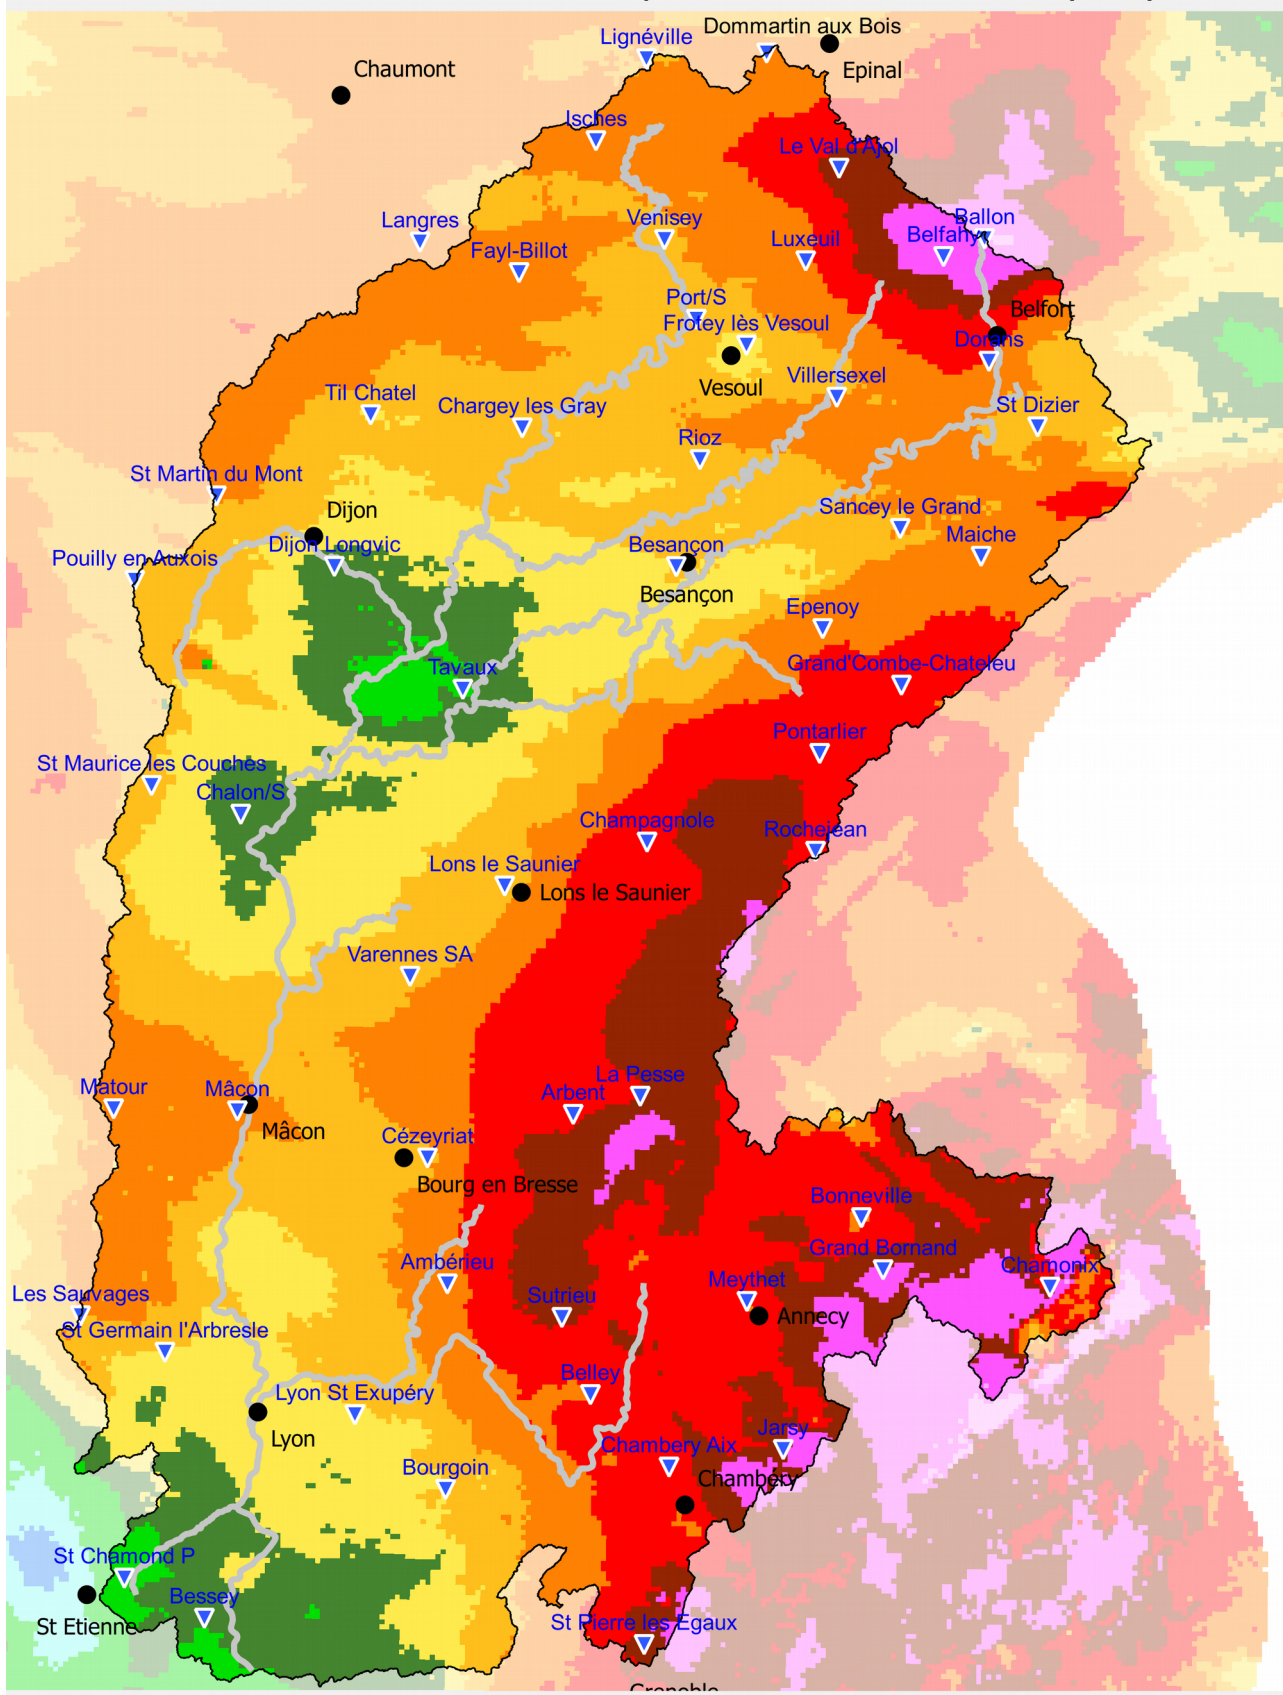 Dommartin aux Bois
Lignéville
Epinal
Chaumont
Isches
Le Val d'Ajol
Langres
Venisey
Ballon
Belfahy
Luxeuil
Fayl-Billot
Port/S
Frotey lès Vesoul
Belfort
Dorans
Vesoul
Villersexel
Til Chatel
Chargey les Gray
St Dizier
Rioz
St Martin du Mont
Dijon
Sancey le Grand
Maiche
Dijon Longvic
Besançon
Pouilly en Auxois
Besançon
Epenoy
Grand'Combe-Chateleu
Tavaux
Pontarlier
St Maurice les Couchès
Chalon/S
Champagnole
Rochejean
Lons le Saunier
Lons le Saunier
Varennes SA
La Pesse
Matour
Mâcon
Arbent
Mâcon
Cézeyriat
Bourg en Bresse
Bonneville
Grand Bornand
Ambérieu
Chamonix
Meythet
Les Sauvages
Sutrieu
Annecy
St Germain l'Arbresle
Belley
Lyon St Exupéry
Lyon
Jarsy
Chambery Aix
Bourgoin
Chambéry
St Chamond P
Bessey
St Etienne
St Pierre les Egaux